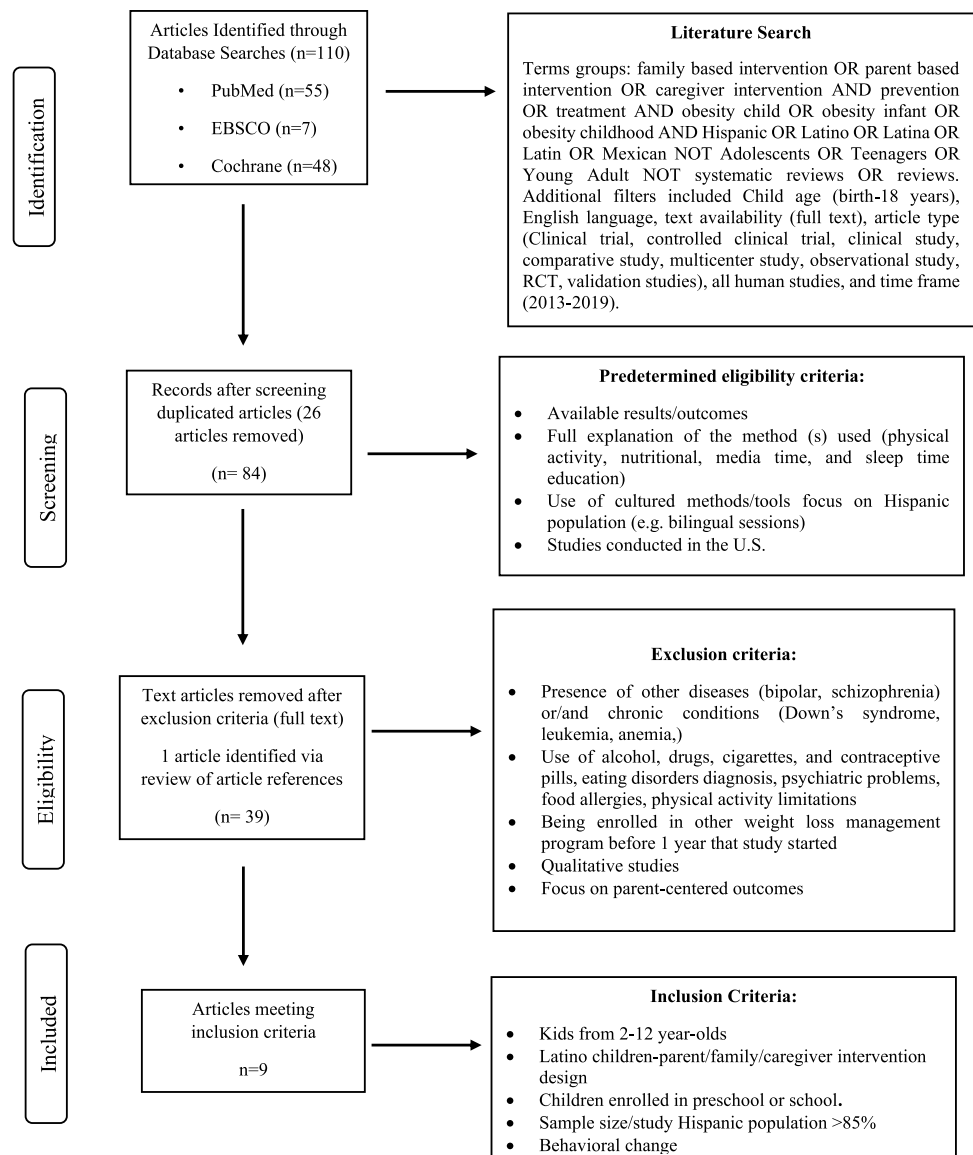 Identification
Articles Identified through
Database Searches (n=110)
• PubMed (n=55)
• EBSCO (n=7)
• Cochrane (n=48)
Literature Search
Terms groups: family based intervention OR parent based
intervention OR caregiver intervention AND prevention
OR treatment AND obesity child OR obesity infant OR
obesity childhood AND Hispanic OR Latino OR Latina OR
Latin OR Mexican NOT Adolescents OR Teenagers OR
Young Adult NOT systematic reviews OR reviews.
Additional filters included Child age (birth-18 years),
English language, text availability (full text), article type
(Clinical trial, controlled clinical trial, clinical study,
comparative study, multicenter study, observational study,
RCT, validation studies), all human studies, and time frame
(2013-2019).
Screening
Records after screening
duplicated articles (26
articles removed)
(n= 84)
Predetermined eligibility criteria:
• Available results/outcomes
• Full explanation of the method (s) used (physical
activity, nutritional, media time, and sleep time
education)
• Use of cultured methods/tools focus on Hispanic
population (e.g. bilingual sessions)
• Studies conducted in the U.S.
Eligibility
Text articles removed after
exclusion criteria (full text)
1 article identified via
review of article references
(n= 39)
Exclusion criteria:
• Presence of other diseases (bipolar, schizophrenia)
or/and chronic conditions (Down’s syndrome,
leukemia, anemia,)
• Use of alcohol, drugs, cigarettes, and contraceptive
pills, eating disorders diagnosis, psychiatric problems,
food allergies, physical activity limitations
• Being enrolled in other weight loss management
program before 1 year that study started
• Qualitative studies
• Focus on parent-centered outcomes
Included
Articles meeting
inclusion criteria
n=9
Inclusion Criteria:
• Kids from 2-12 year-olds
• Latino children-parent/family/caregiver intervention
design
• Children enrolled in preschool or school.
• Sample size/study Hispanic population >85%
• Behavioral change